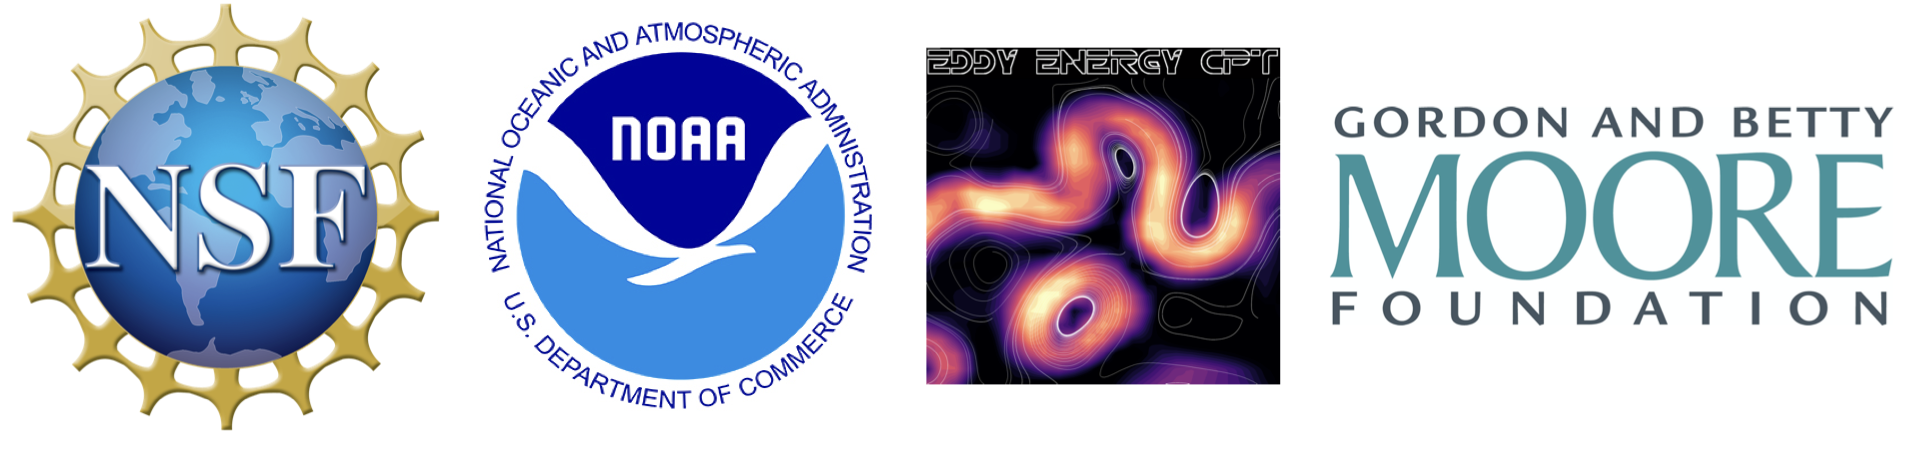 NSF
NATIONAL OCEANIC AND ATMOSPHERIC ADMINISTRATION
NOAA
U.S. DEPARTMENT OF COMMERCE
EDDY ENERGY CPT
GORDON AND BETTY
MOORE
FOUNDATION